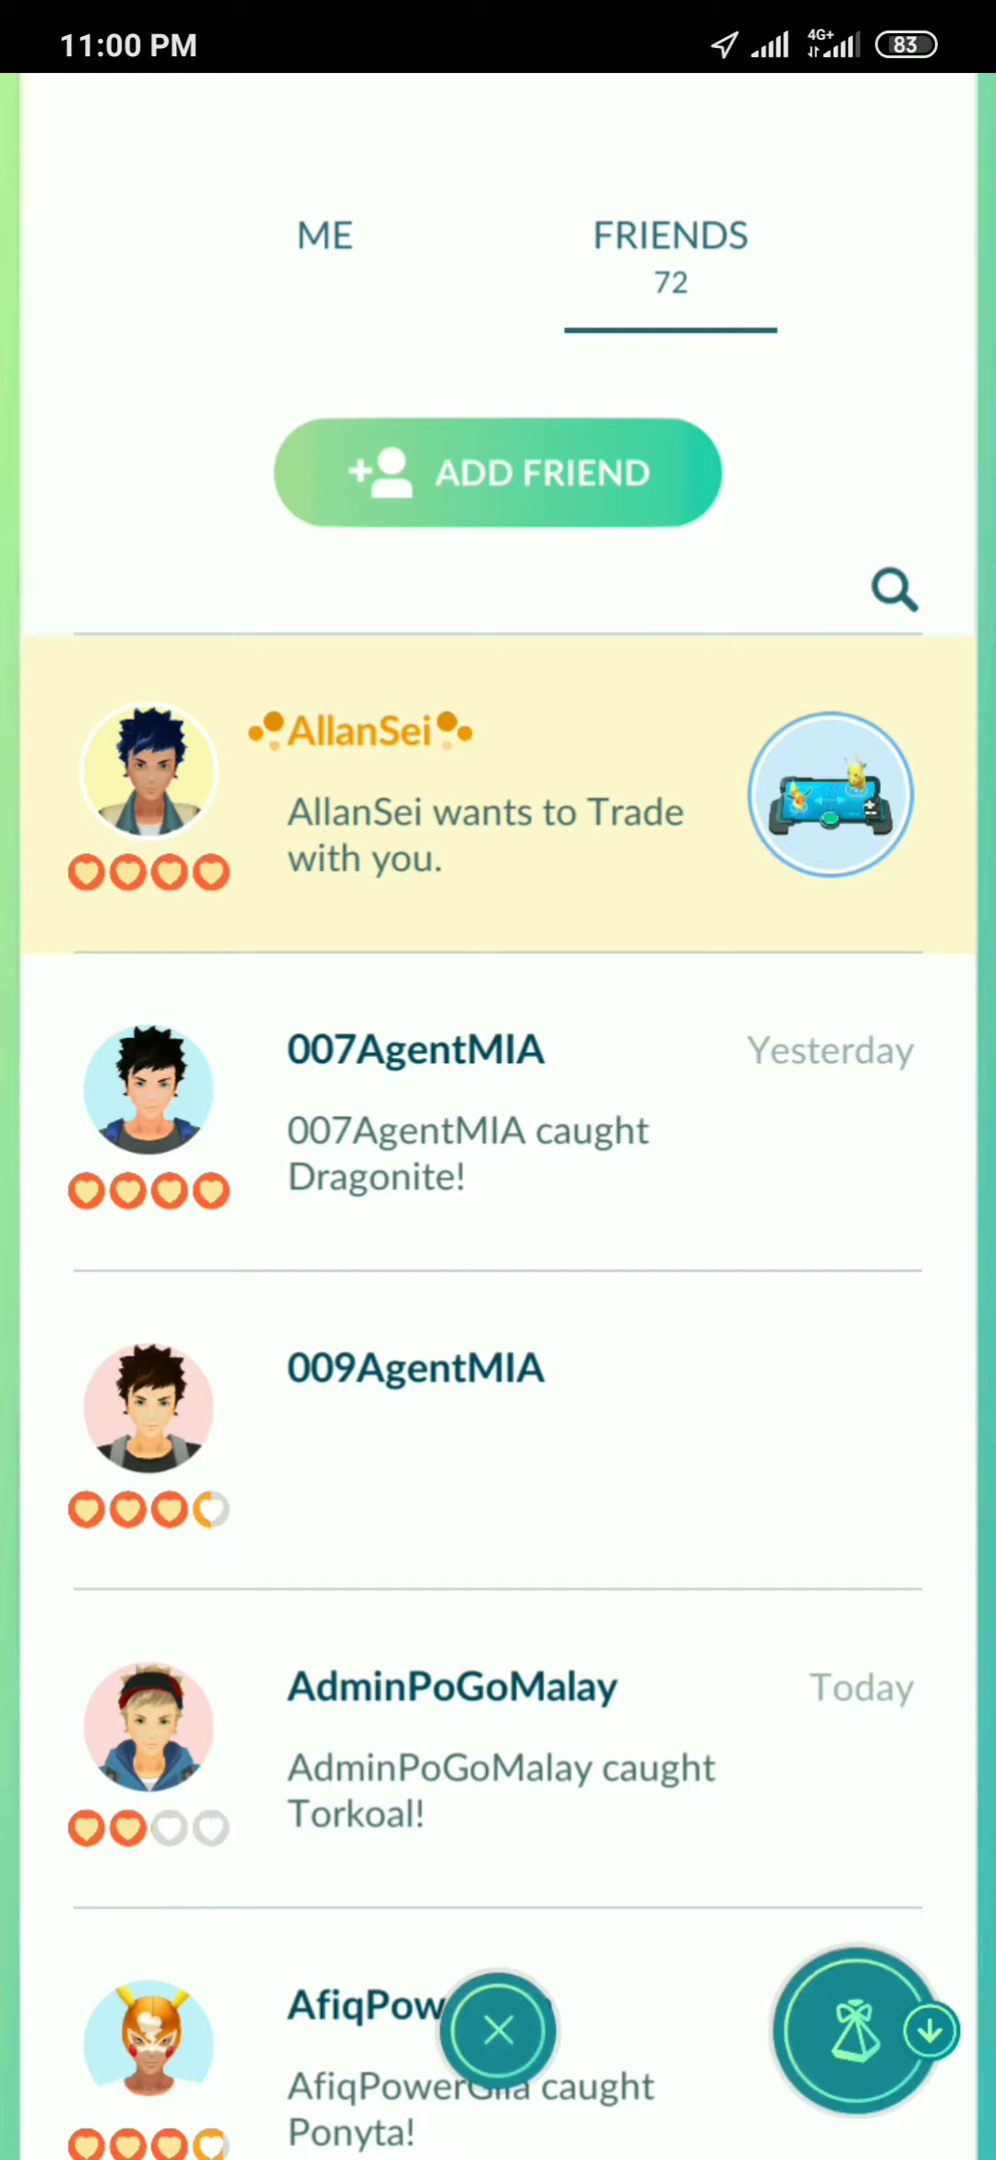 11:00 PM
4G+
83
ME
FRIENDS
72
ADD FRIEND
AllanSei
AllanSei wants to Trade
with you.
007AgentMIA
Yesterday
007AgentMIA caught
Dragonite!
009AgentMIA
AdminPoGoMalay
Today
AdminPoGoMalay caught
Torkoal!
AfiqPow
caught
Ponyta!